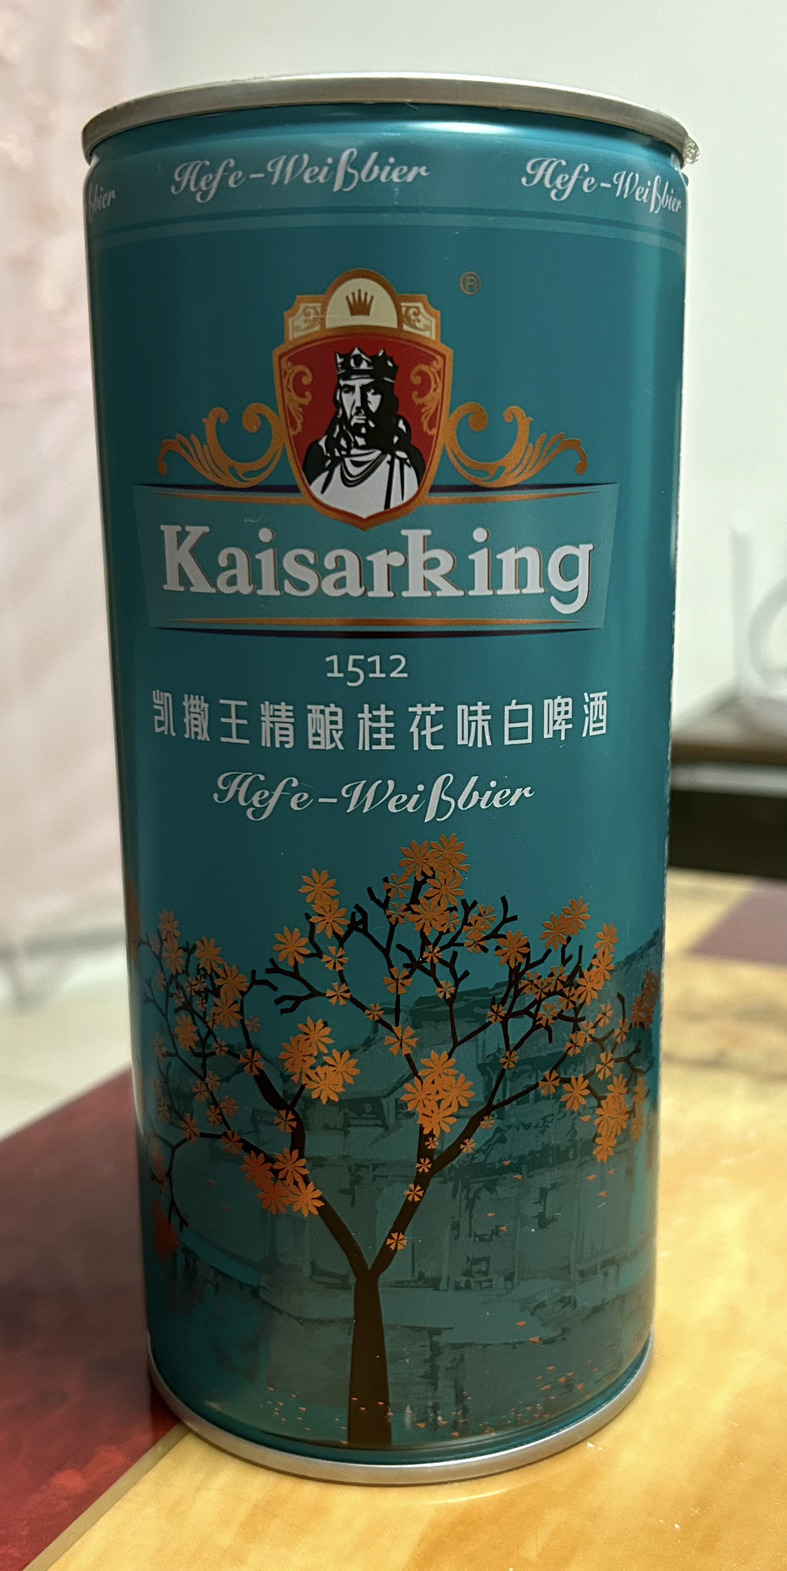 Hefe-Weißbier Hefe-Weißbier
®
Kaisarking
1512
凯撒王精酿桂花味白啤酒
Hefe-Weißbier